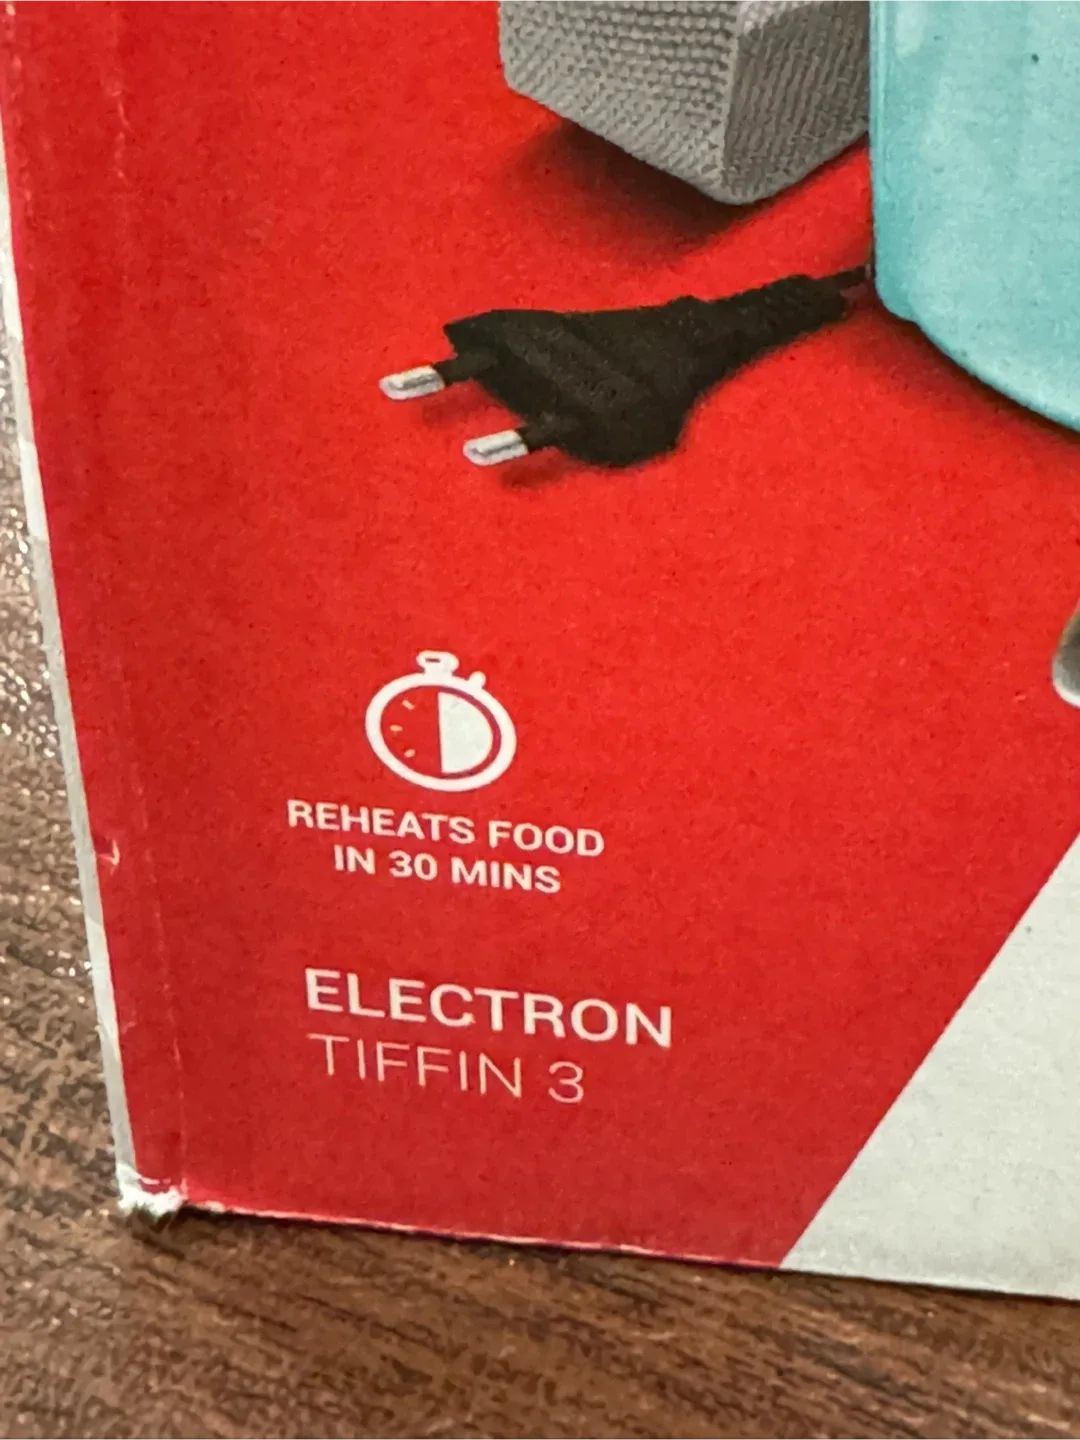 REHEATS FOOD
IN 30 MINS
ELECTRON
TIFFIN 3